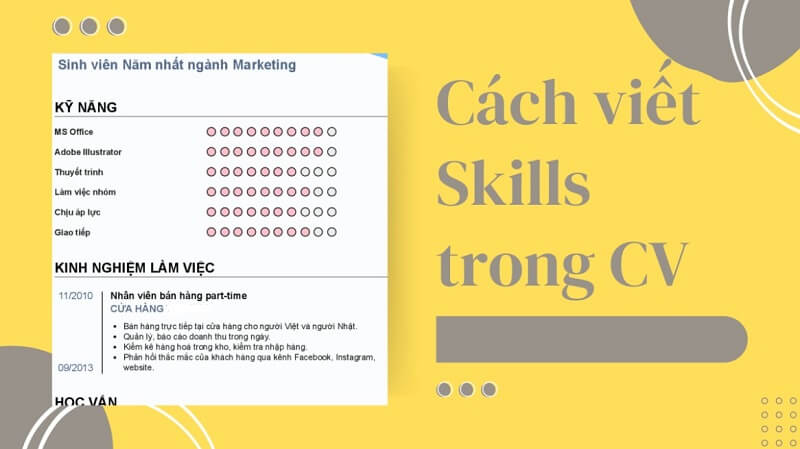 Sinh viên Năm nhất ngành Marketing
KỸ NĂNG
MS Office
Adobe Illustrator
Thuyết trình
Làm việc nhóm
Chịu áp lực
Giao tiếp
KINH NGHIỆM LÀM VIỆC
11/2010
Nhân viên bán hàng part-time
CỬA HÀNG
Bán hàng trực tiếp tại cửa hàng cho người Việt và người Nhật.
Quản lý, báo cáo doanh thu trong ngày.
Kiểm kê hàng hoá trong kho, kiểm tra nhập hàng.
Phản hồi thắc mắc của khách hàng qua kênh Facebook, Instagram,
website.
09/2013
HỌC VẤN
Cách viết
Skills
trong CV